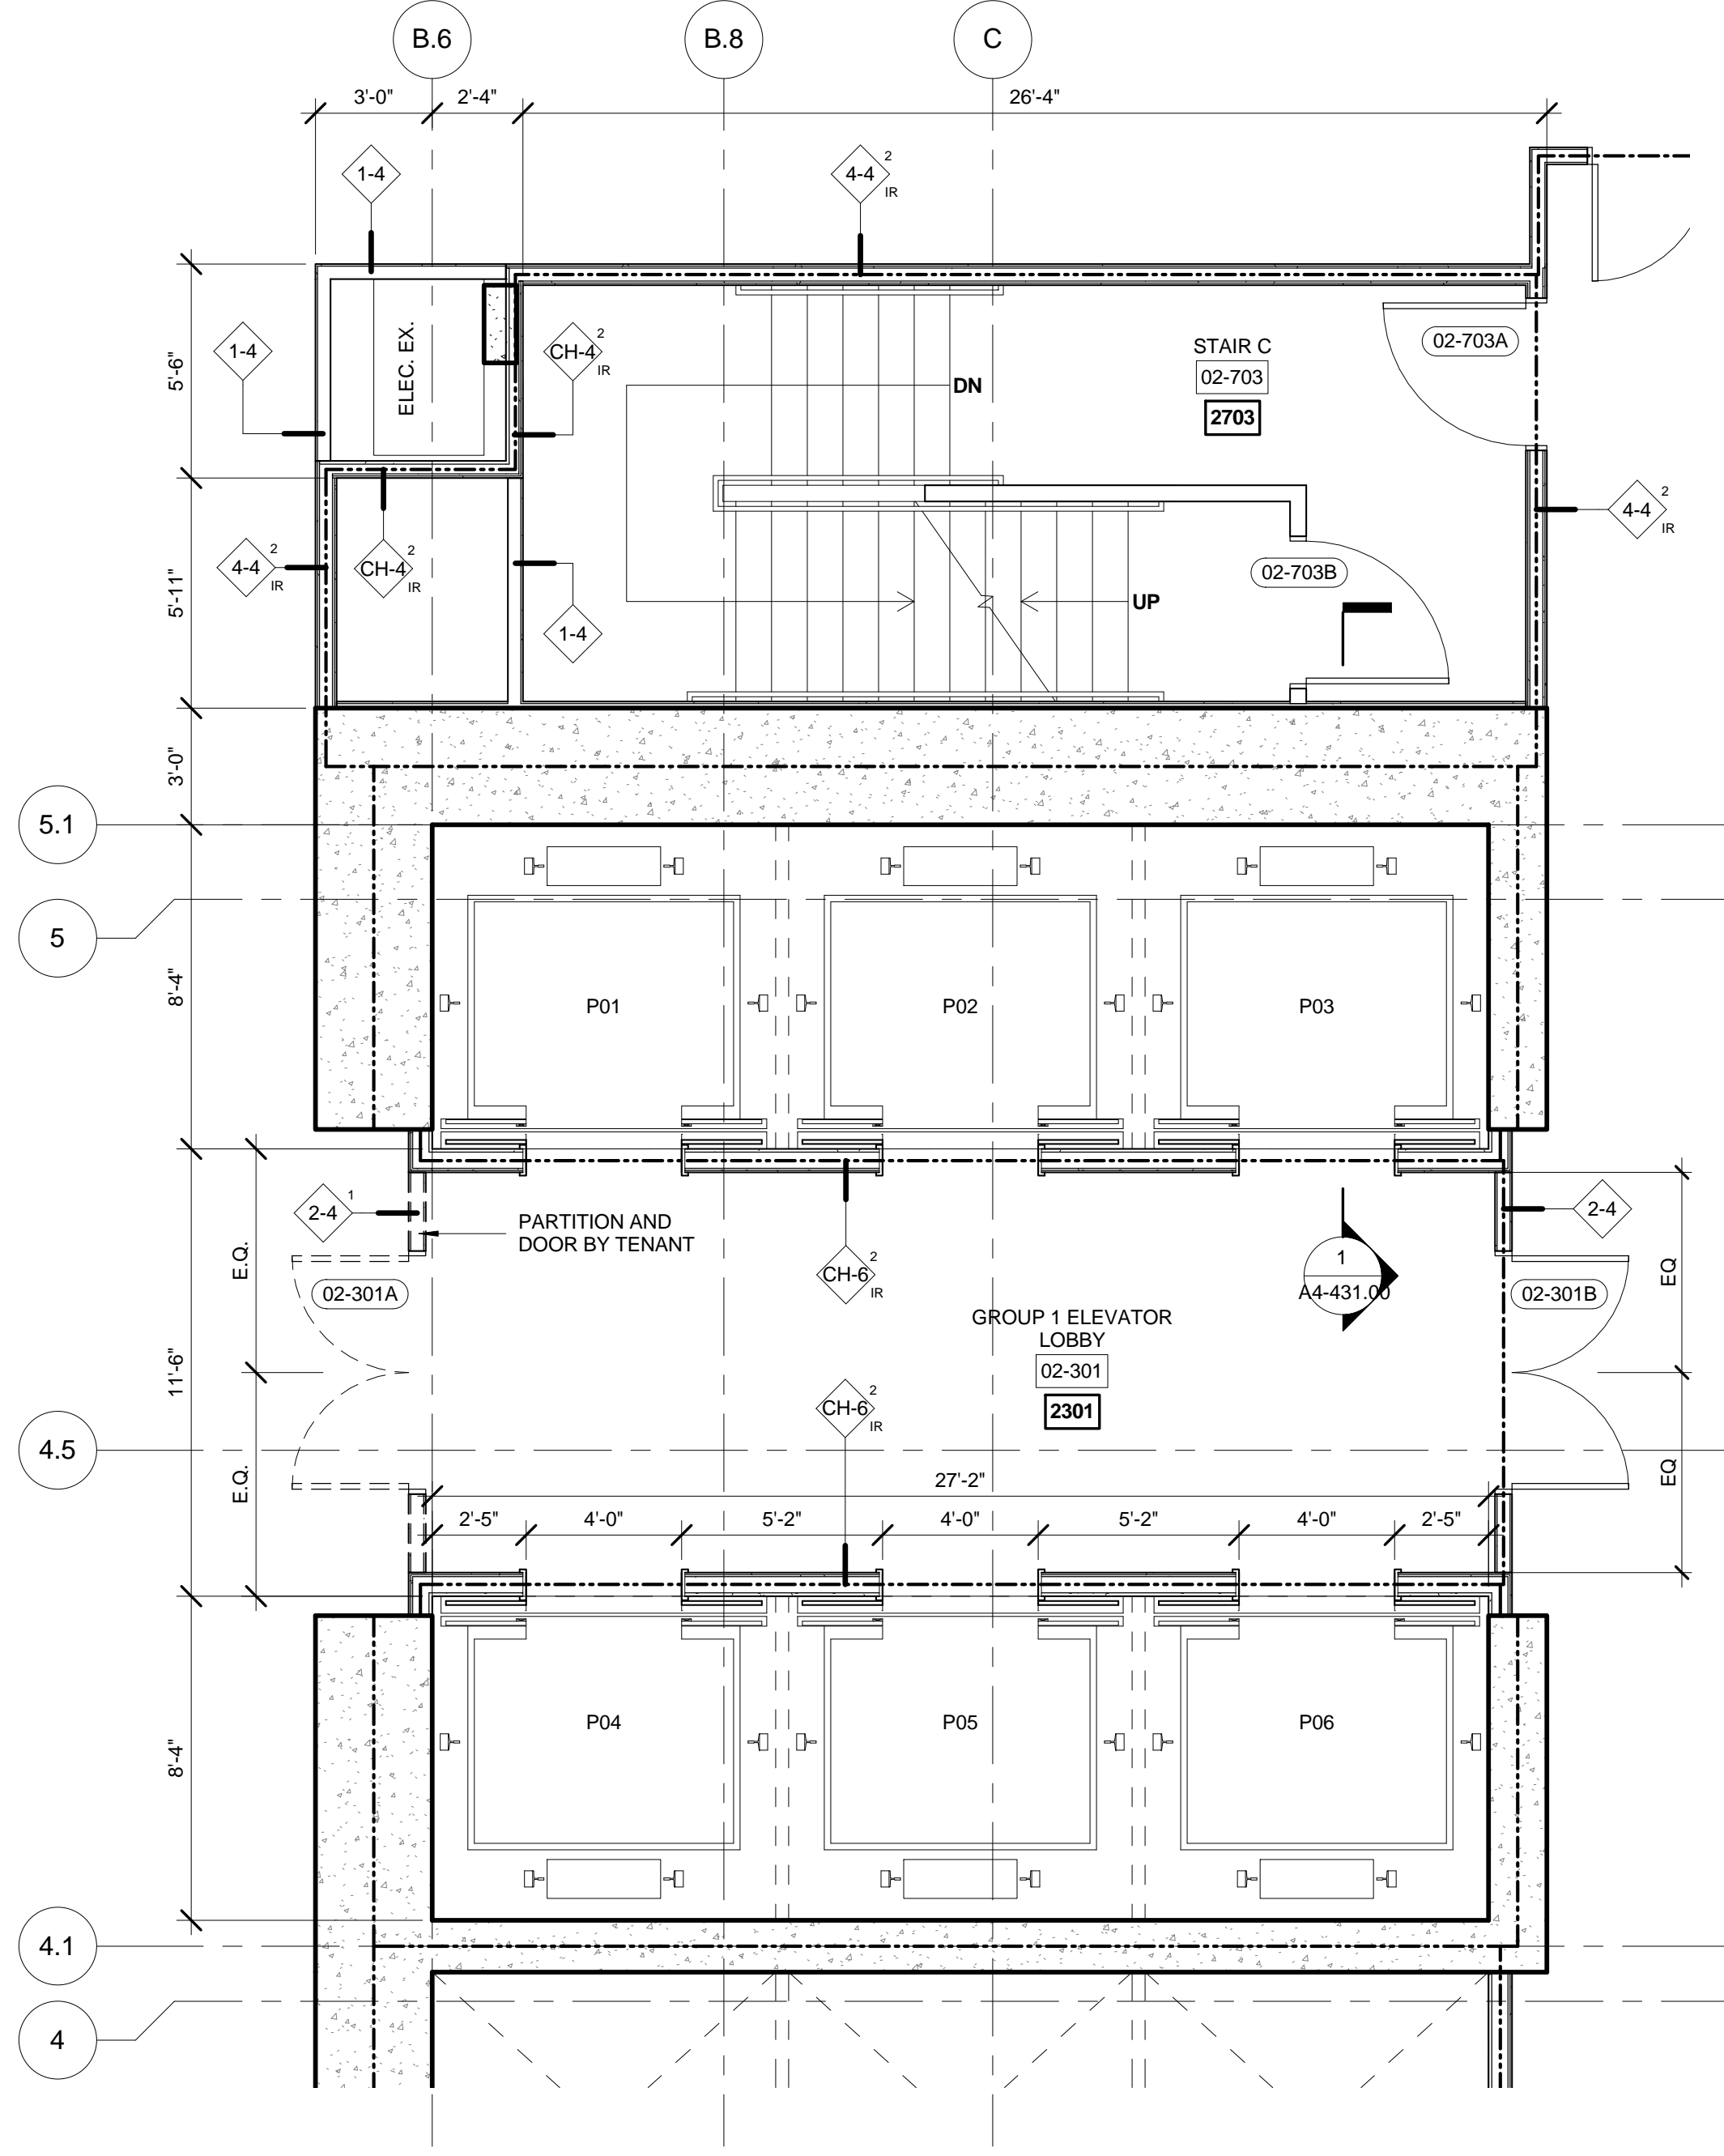 B.6
B.8
C
3'-0"
2'-4"
26'-4"
1-4
4-4
2
IR
1-4
ELEC. EX.
CH-4
2
IR
5'-6"
STAIR C
02-703
2703
02-703A
DN
4-4
2
IR
4-4
2
IR
CH-4
2
IR
1-4
02-703B
UP
5'-11"
3'-0"
5.1
5
8'-4"
P01
P02
P03
2-4
1
PARTITION AND
DOOR BY TENANT
CH-6
2
IR
1
A4-431.00
2-4
E.Q.
02-301A
02-301B
EQ
GROUP 1 ELEVATOR
LOBBY
02-301
2301
11'-6"
CH-6
2
IR
4.5
E.Q.
EQ
27'-2"
2'-5"
4'-0"
5'-2"
4'-0"
5'-2"
4'-0"
2'-5"
8'-4"
P04
P05
P06
4.1
4